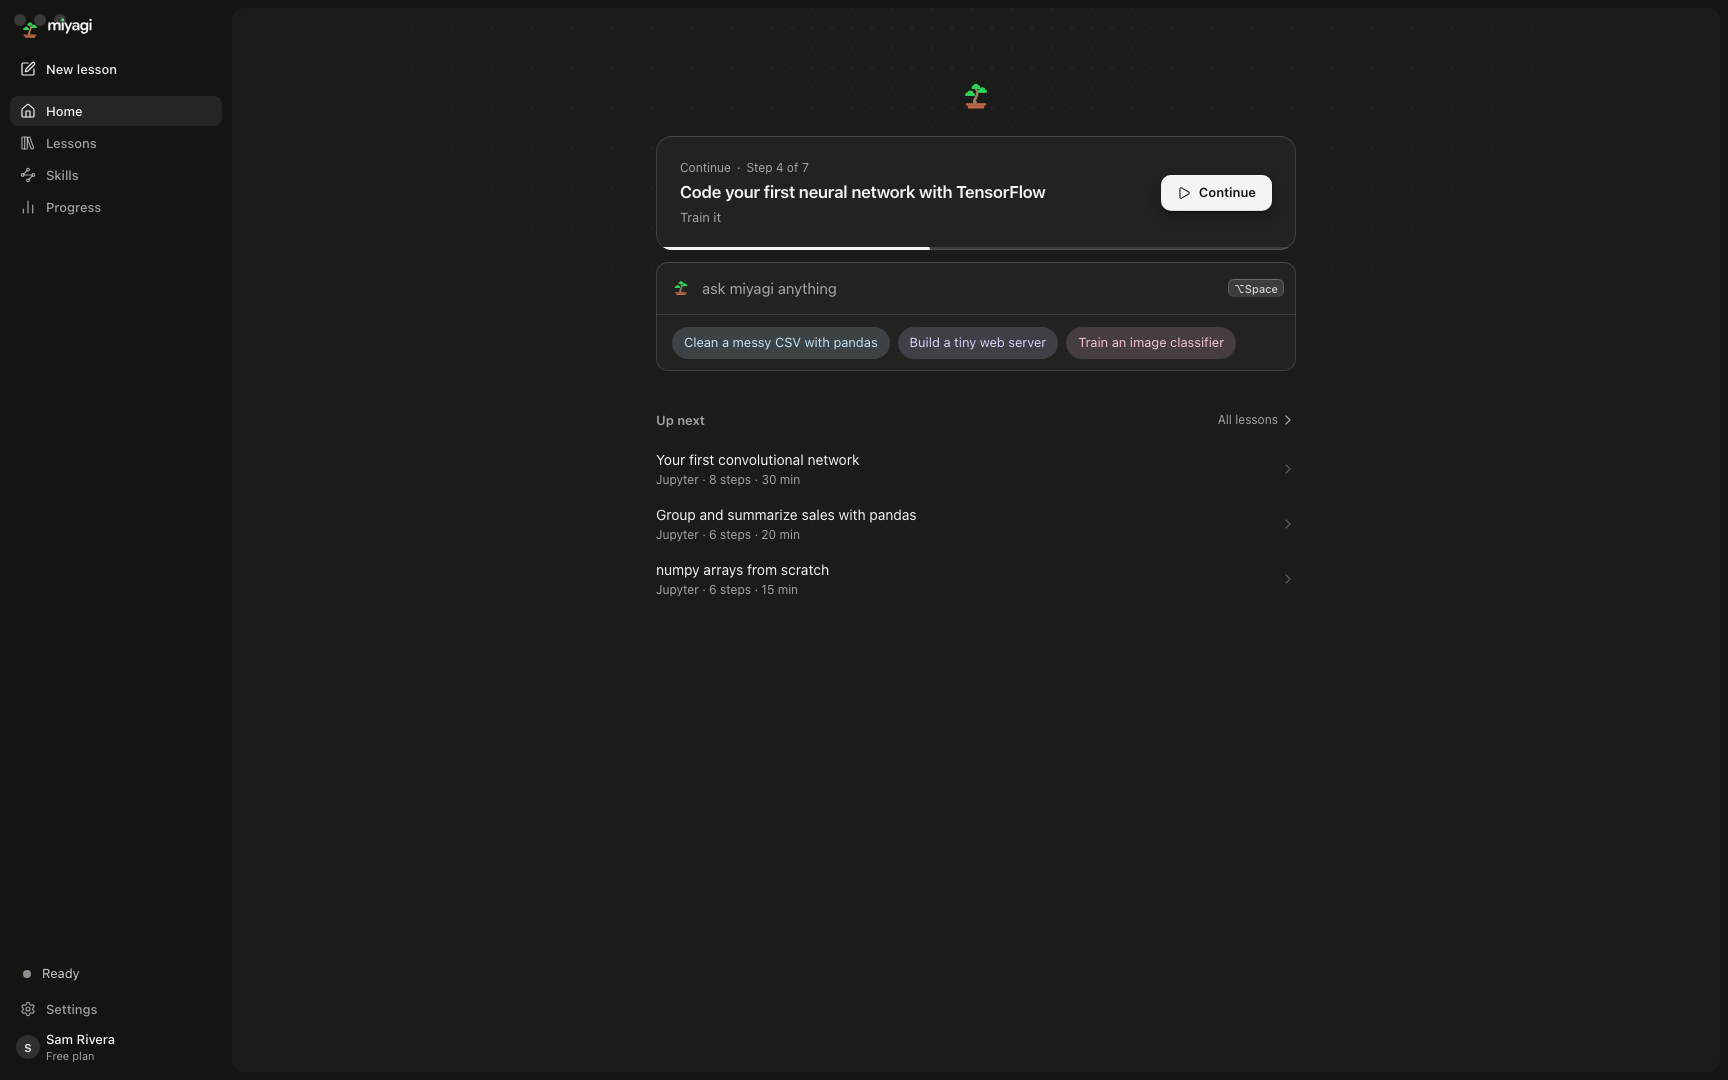 miyagi
New lesson
Home
Lessons
Skills
Progress
Continue · Step 4 of 7
Code your first neural network with TensorFlow
Train it
Continue
ask miyagi anything
⌥Space
Clean a messy CSV with pandas
Build a tiny web server
Train an image classifier
Up next
All lessons
Your first convolutional network
Jupyter · 8 steps · 30 min
Group and summarize sales with pandas
Jupyter · 6 steps · 20 min
numpy arrays from scratch
Jupyter · 6 steps · 15 min
Ready
Settings
S
Sam Rivera
Free plan